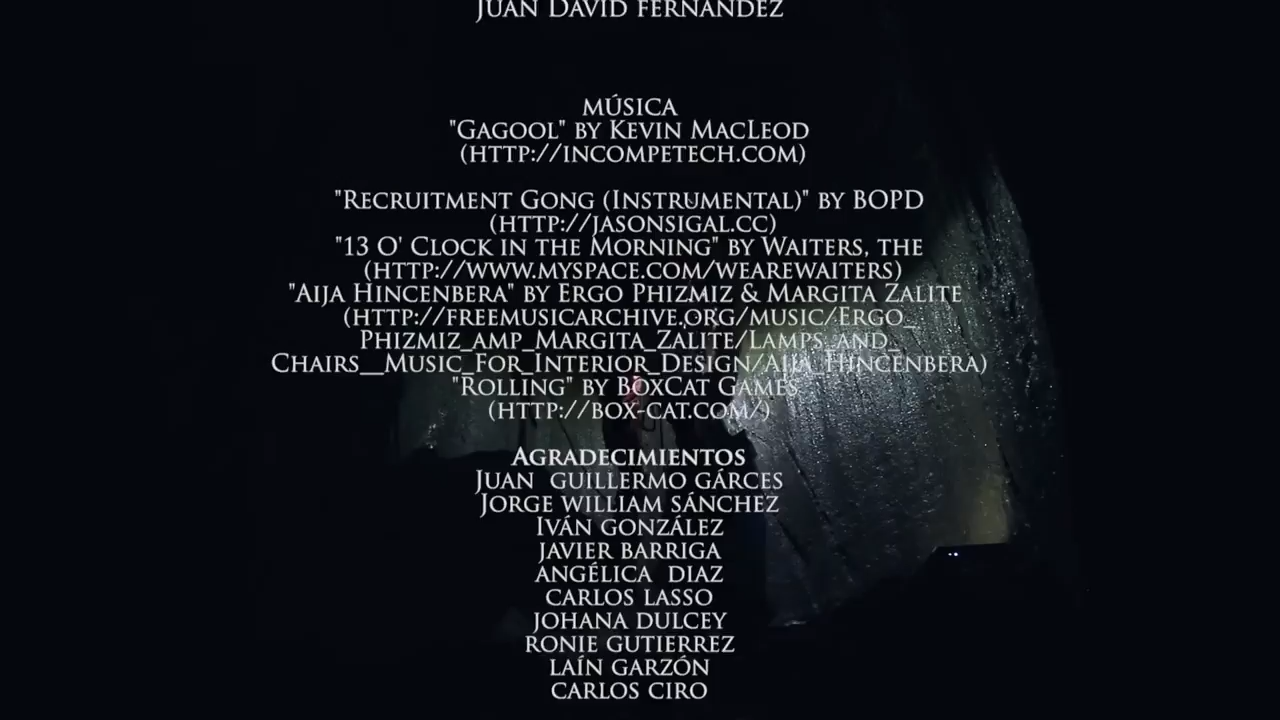 Juan David Fernández
MÚSICA
"Gagool" by Kevin MacLeod
(http://incompetech.com)
"Recruitment Gong (Instrumental)" by BOPD
(http://jasonsigal.cc)
"13 O' Clock in the Morning" by Waiters, the
(http://www.myspace.com/wearewaiters)
"Aija Hincenbera" by Ergo Phizmiz & Margita Zalite
(http://freemusicarchive.org/music/Ergo_
Phizmiz_amp_Margita_Zalite/Lamps_and_
Chairs__Music_For_Interior_Design/Aija_Hincenbera)
"Rolling" by BoxCat Games
(http://box-cat.com/)
Agradecimientos
Juan Guillermo Gárces
Jorge William Sánchez
Iván González
Javier Barriga
Angélica Diaz
Carlos Lasso
Johana Dulcey
Ronie Gutierrez
Laín Garzón
Carlos Ciro